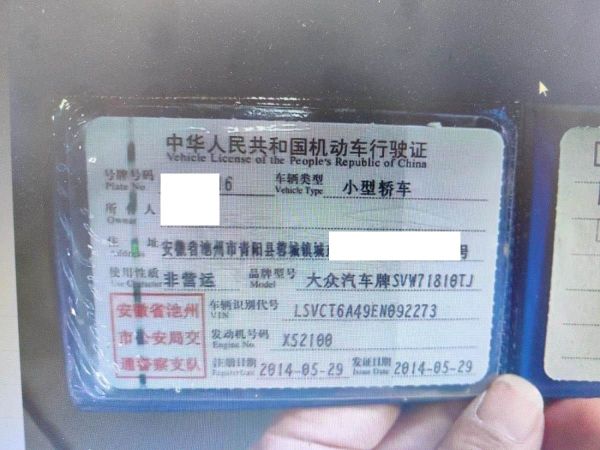 中华人民共和国机动车行驶证
Vehicle License of the People's Republic of China
号牌号码 16 车辆类型 小型轿车
Plate No. Vehicle Type
所有人
Owner
住址 安徽省池州市青阳县蓉城镇城 号
Address
使用性质 非营运 品牌型号 大众汽车牌SVW71810TJ
Use Character Model
安徽省池州 车辆识别代号 LSVCT6A49EN092273
VIN
市公安局交 发动机号码 X52100
Engine No.
通警察支队 注册日期 2014-05-29 发证日期 2014-05-29
Register Date Issue Date